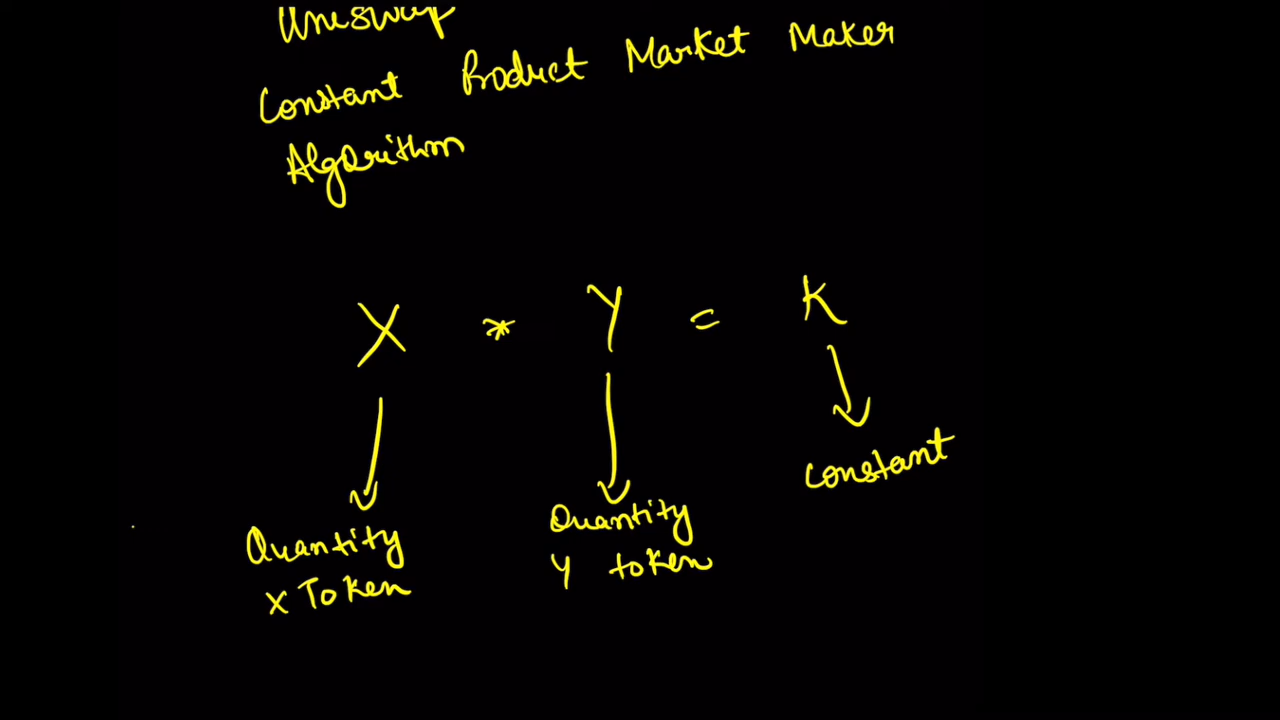 Uniswap
Constant Product Market Maker
Algorithm
X * Y = K
Constant
Quantity
X Token
Quantity
Y token